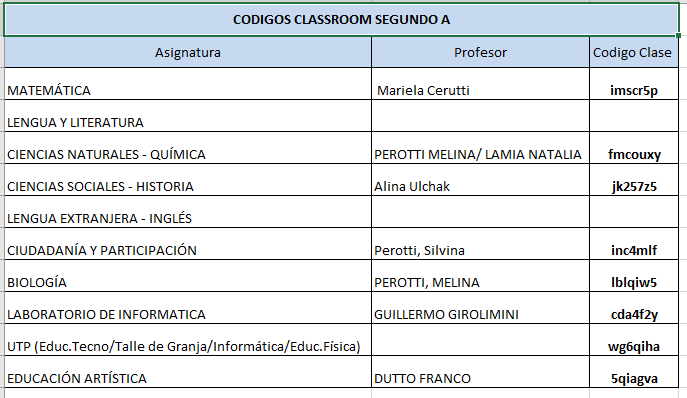 CODIGOS CLASSROOM SEGUNDO A
Asignatura Profesor Codigo Clase
MATEMÁTICA Mariela Cerutti imscr5p
LENGUA Y LITERATURA
CIENCIAS NATURALES - QUÍMICA PEROTTI MELINA/ LAMIA NATALIA fmcouxy
CIENCIAS SOCIALES - HISTORIA Alina Ulchak jk257z5
LENGUA EXTRANJERA - INGLÉS
CIUDADANÍA Y PARTICIPACIÓN Perotti, Silvina inc4mlf
BIOLOGÍA PEROTTI, MELINA lblqiw5
LABORATORIO DE INFORMATICA GUILLERMO GIROLIMINI cda4f2y
UTP (Educ.Tecno/Talle de Granja/Informática/Educ.Física) wg6qiha
EDUCACIÓN ARTÍSTICA DUTTO FRANCO 5qiagva